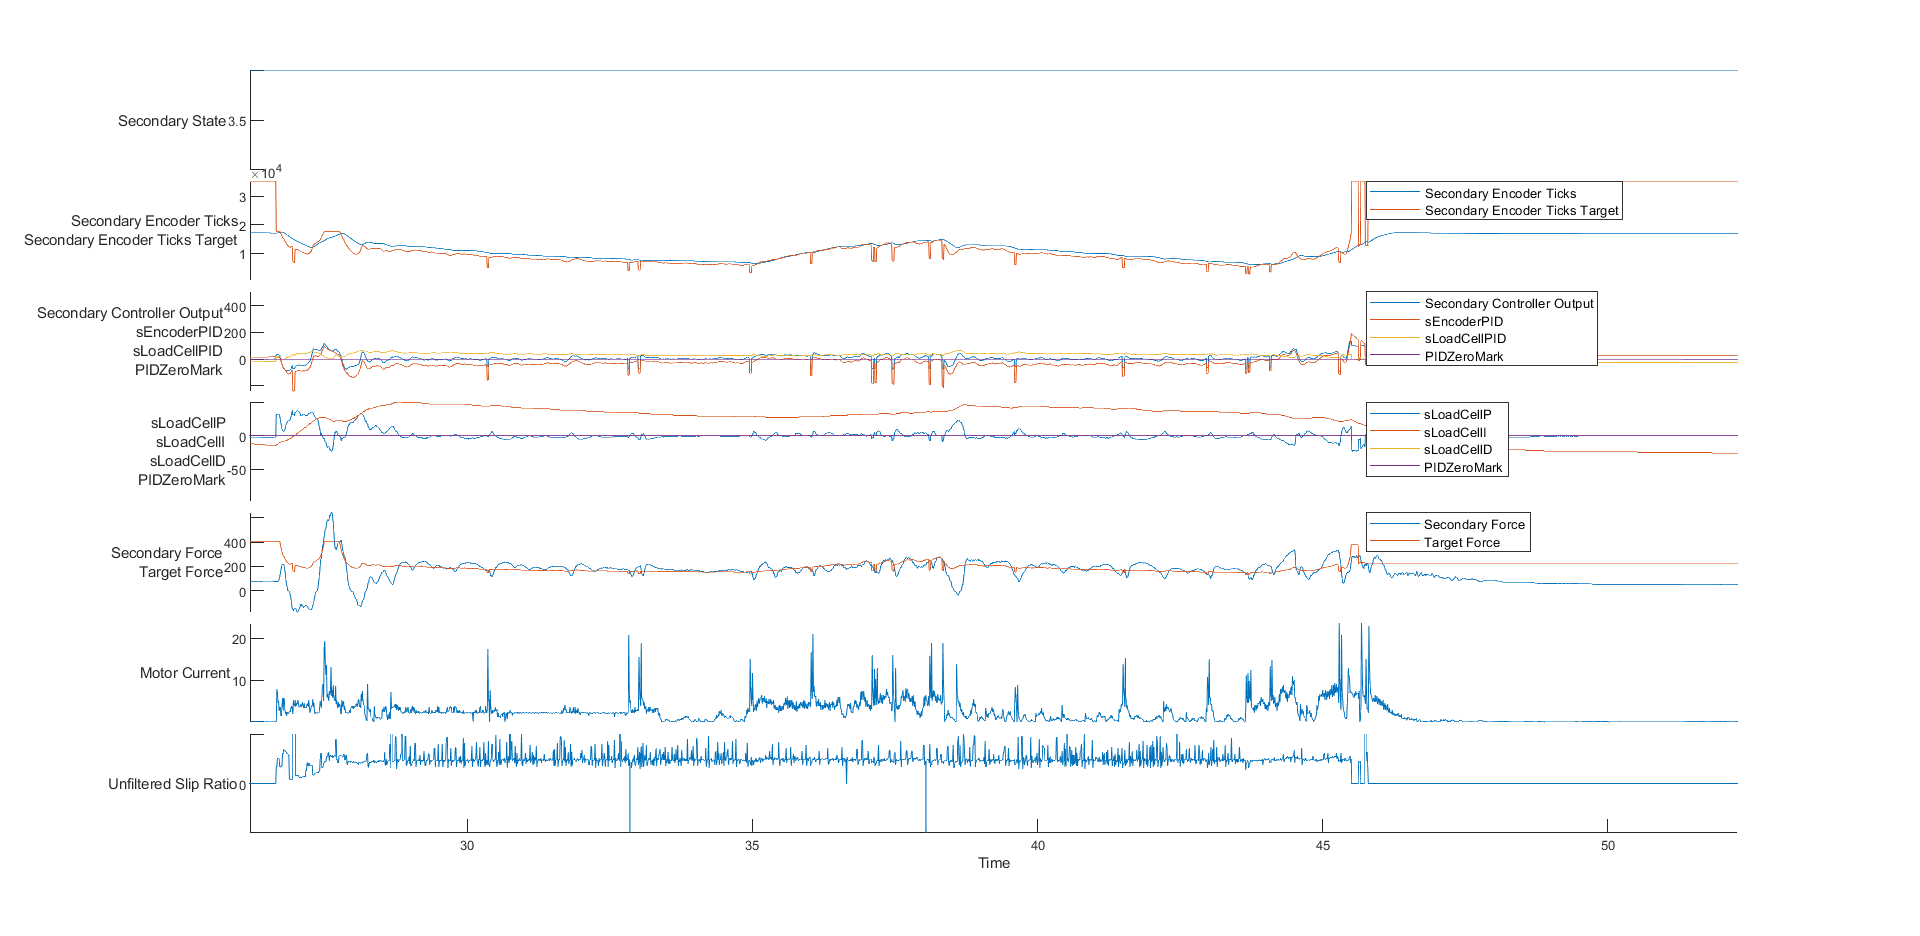 Secondary State
3.5
×10^4
3
2
1
Secondary Encoder Ticks
Secondary Encoder Ticks Target
Secondary Encoder Ticks
Secondary Encoder Ticks Target
Secondary Controller Output
sEncoderPID
sLoadCellPID
PIDZeroMark
400
200
0
Secondary Controller Output
sEncoderPID
sLoadCellPID
PIDZeroMark
sLoadCellP
sLoadCellI
sLoadCellD
PIDZeroMark
0
-50
sLoadCellP
sLoadCellI
sLoadCellD
PIDZeroMark
Secondary Force
Target Force
400
200
0
Secondary Force
Target Force
Motor Current
20
10
Unfiltered Slip Ratio
0
30 35 40 45 50
Time